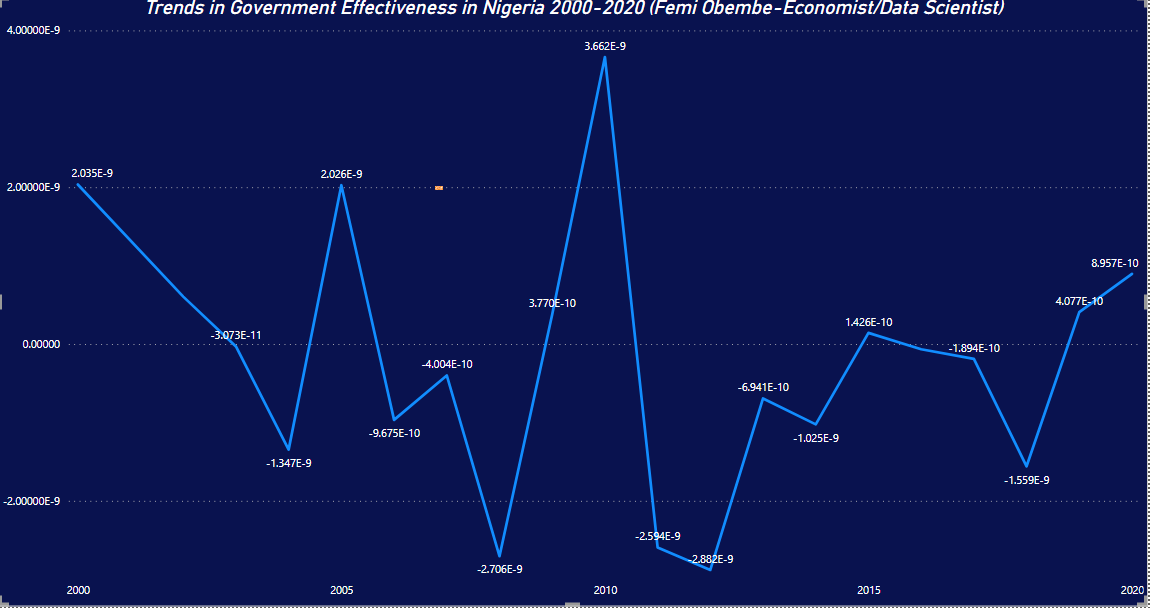 Trends in Government Effectiveness in Nigeria 2000-2020 (Femi Obembe-Economist/Data Scientist)
4.00000E-9
3.662E-9
2.035E-9
2.026E-9
2.00000E-9
8.957E-10
3.770E-10
4.077E-10
1.426E-10
-3.073E-11
0.00000
-1.894E-10
-4.004E-10
-6.941E-10
-9.675E-10
-1.025E-9
-1.347E-9
-1.559E-9
-2.00000E-9
-2.594E-9
-2.882E-9
-2.706E-9
2000 2005 2010 2015 2020